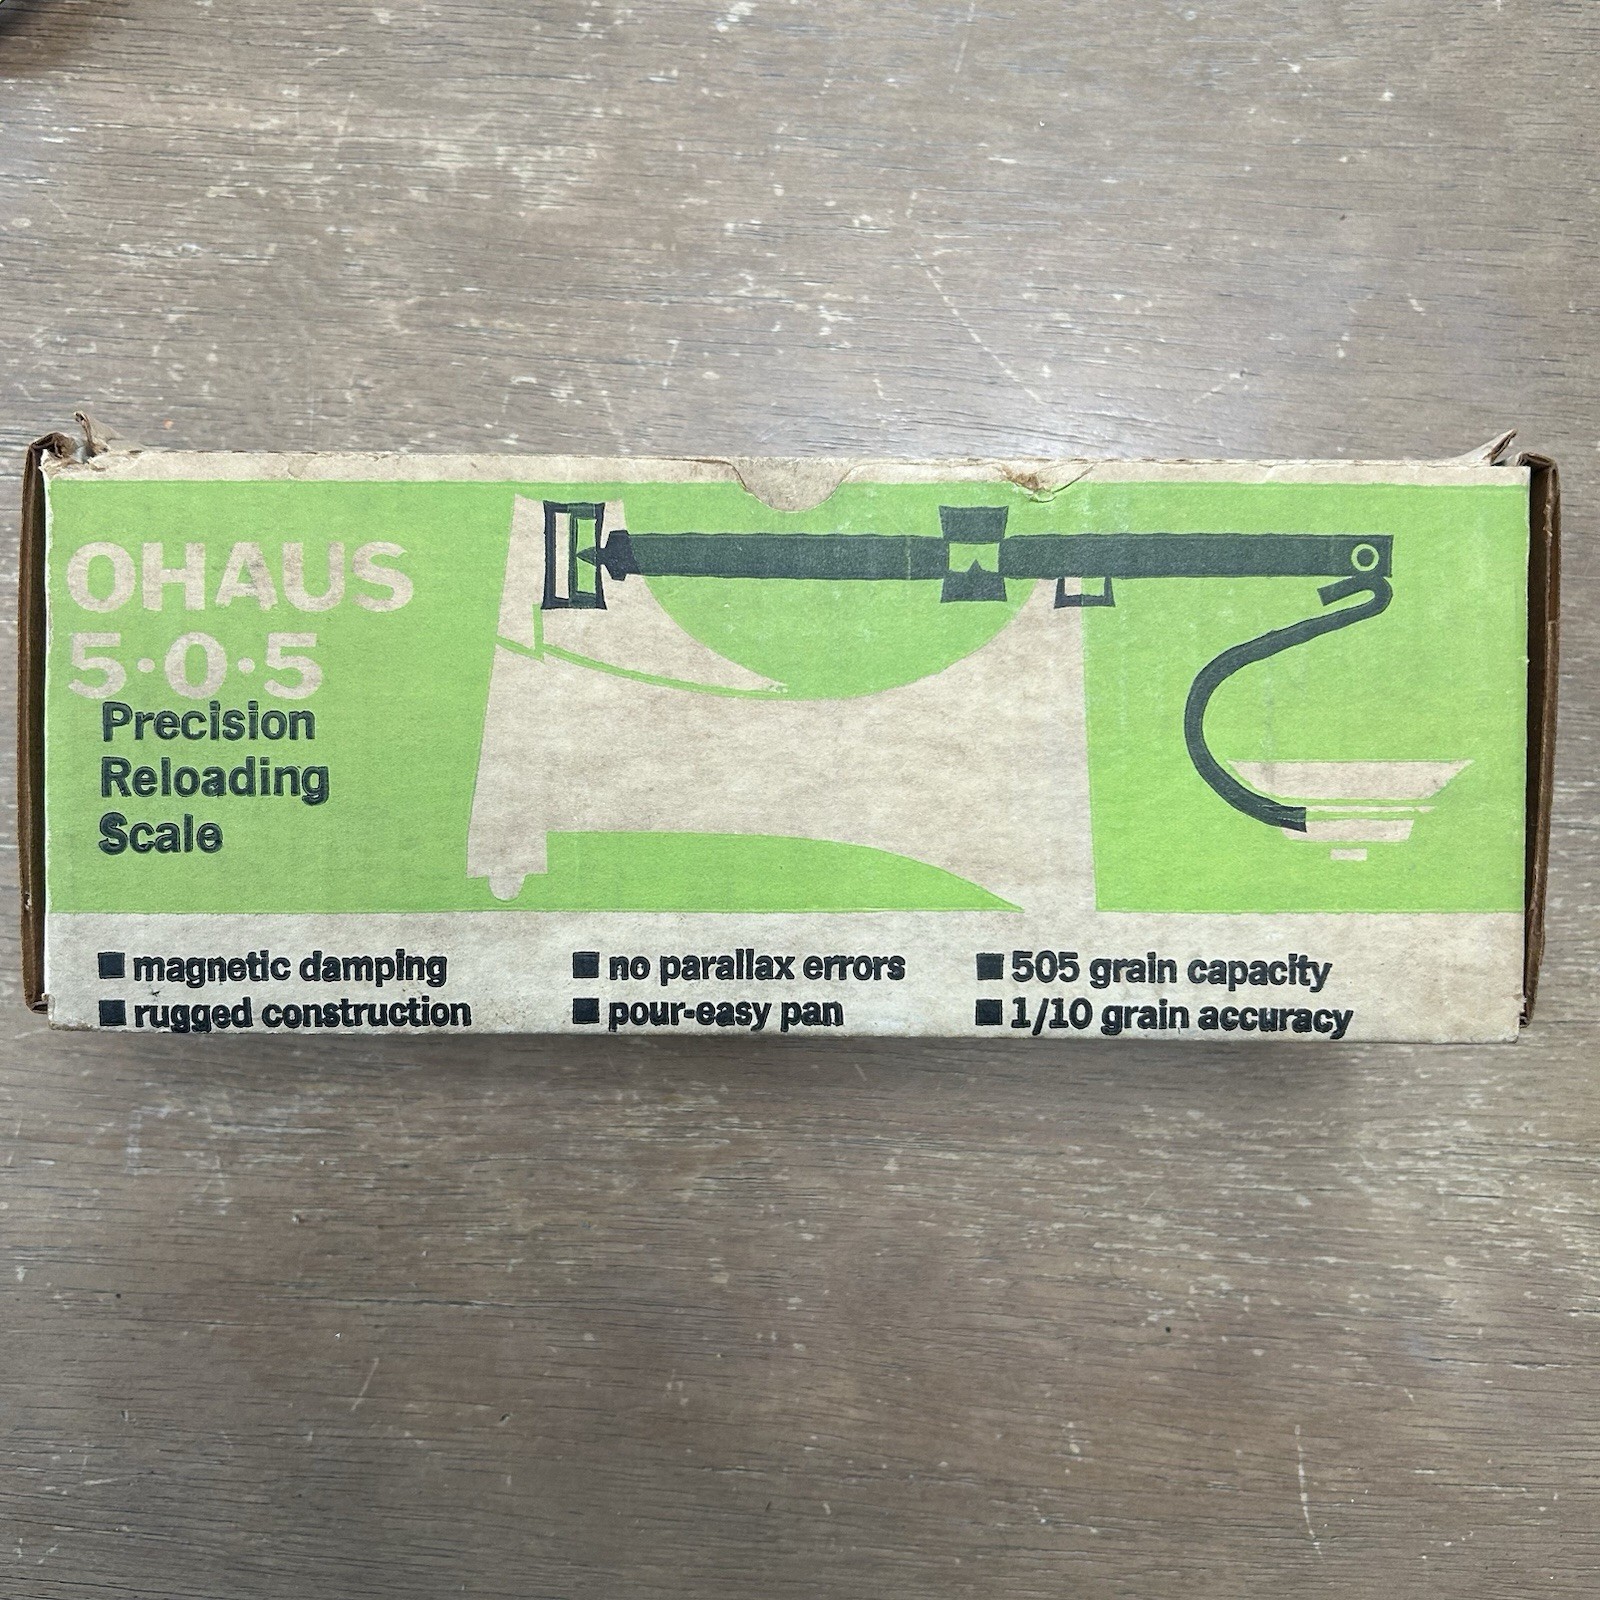 OHAUS
5·0·5
Precision
Reloading
Scale
■ magnetic damping
■ rugged construction
■ no parallax errors
■ pour-easy pan
■ 505 grain capacity
■ 1/10 grain accuracy